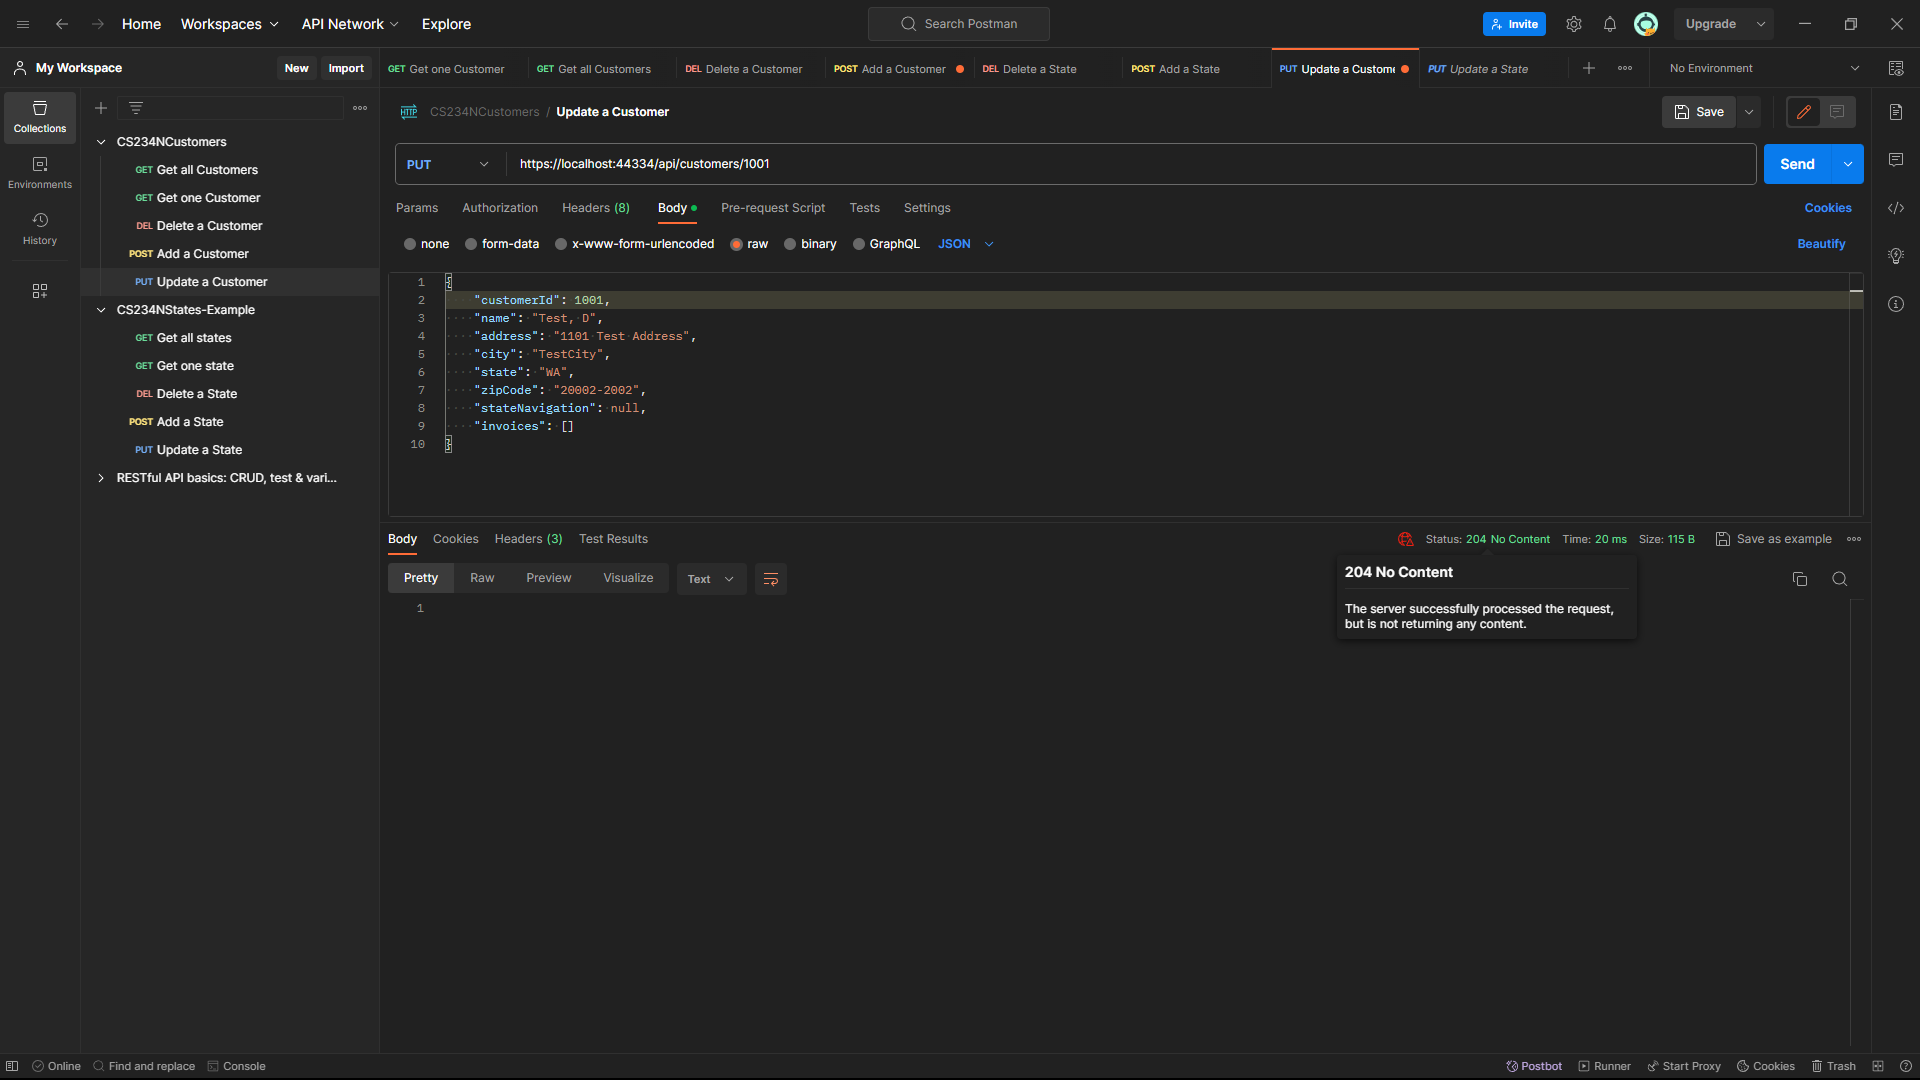 Home Workspaces API Network Explore Search Postman Invite Upgrade
My Workspace New Import GET Get one Customer GET Get all Customers DEL Delete a Customer POST Add a Customer DEL Delete a State POST Add a State PUT Update a Custome PUT Update a State No Environment
Collections
Environments
History
CS234NCustomers
GET Get all Customers
GET Get one Customer
DEL Delete a Customer
POST Add a Customer
PUT Update a Customer
CS234NStates-Example
GET Get all states
GET Get one state
DEL Delete a State
POST Add a State
PUT Update a State
RESTful API basics: CRUD, test & vari...
HTTP CS234NCustomers / Update a Customer Save
PUT https://localhost:44334/api/customers/1001 Send
Params Authorization Headers (8) Body Pre-request Script Tests Settings Cookies
none form-data x-www-form-urlencoded raw binary GraphQL JSON Beautify
1 {
2 "customerId": 1001,
3 "name": "Test, D",
4 "address": "1101 Test Address",
5 "city": "TestCity",
6 "state": "WA",
7 "zipCode": "20002-2002",
8 "stateNavigation": null,
9 "invoices": []
10 }
Body Cookies Headers (3) Test Results Status: 204 No Content Time: 20 ms Size: 115 B Save as example
Pretty Raw Preview Visualize Text
204 No Content
The server successfully processed the request,
but is not returning any content.
1
Online Find and replace Console Postbot Runner Start Proxy Cookies Trash